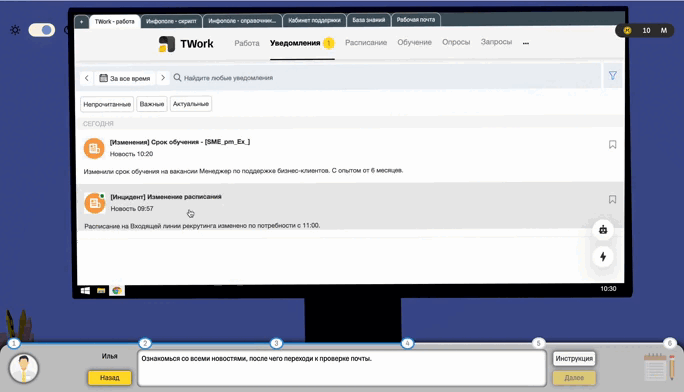 +
TWork - работа
Инфополе - скрипт
Инфополе - справочник...
Кабинет поддержки
База знаний
Рабочая почта
TWork
Работа
Уведомления 1
Расписание
Обучение
Опросы
Запросы
...
10 М
За все время
Найдите любые уведомления
Непрочитанные
Важные
Актуальные
СЕГОДНЯ
[Изменения] Срок обучения - [SME_pm_Ex_]
Новость 10:20
Изменили срок обучения на вакансии Менеджер по поддержке бизнес-клиентов. С опытом от 6 месяцев.
[Инцидент] Изменение расписания
Новость 09:57
Расписание на Входящей линии рекрутинга изменено по потребности с 11:00.
10:30
1 2 3 4 5 6
Илья
Назад
Ознакомься со всеми новостями, после чего переходи к проверке почты.
Инструкция
Далее